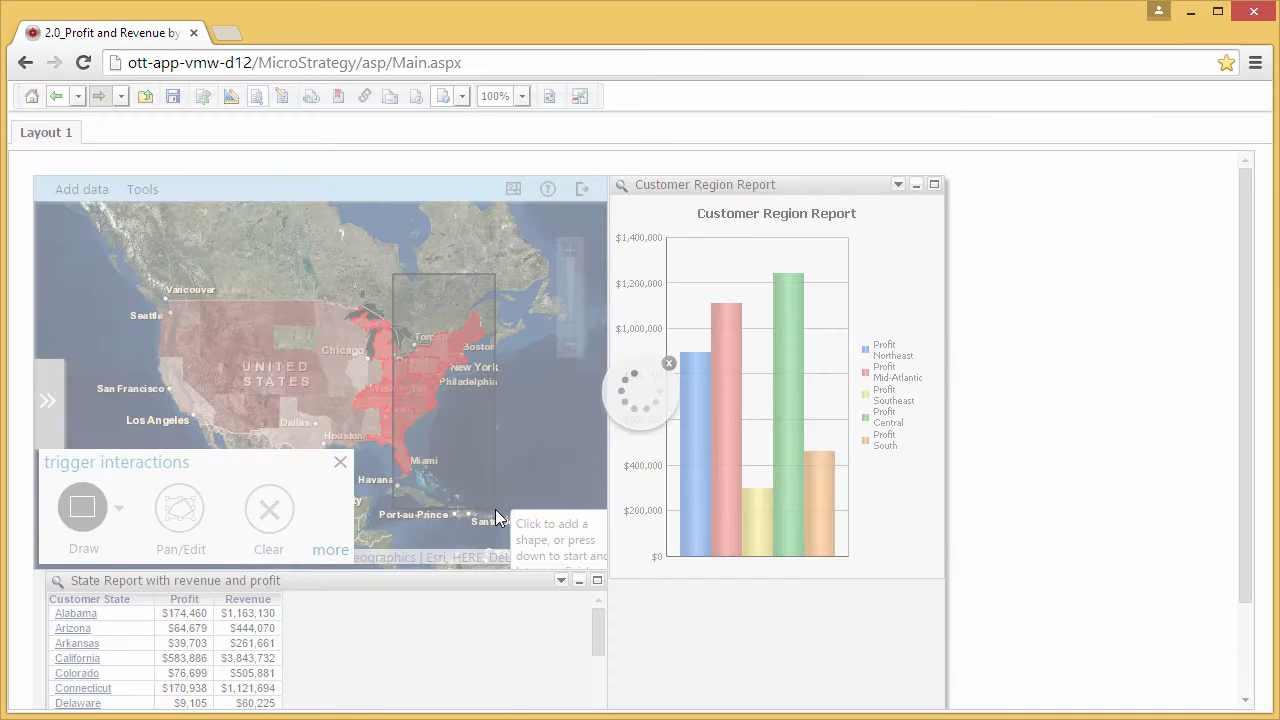 2.0_Profit and Revenue by
ott-app-vmw-d12/MicroStrategy/asp/Main.aspx
100%
Layout 1
Add data Tools
Vancouver
Seattle
Chicago
Boston
UNITED
STATES
New York
Philadelphia
Washington
San Francisco
Los Angeles
Dallas
Houston
Miami
Havana
Port-au-Prince
trigger interactions
Draw
Pan/Edit
Clear
more
Click to add a
shape, or press
down to start and
Esri, HERE, DeL
Customer Region Report
Customer Region Report
$1,400,000
$1,200,000
$1,000,000
$400,000
$200,000
$0
Profit
Northeast
Profit
Mid-Atlantic
Profit
Southeast
Profit
Central
Profit
South
State Report with revenue and profit
Customer State Profit Revenue
Alabama $174,460 $1,163,130
Arizona $64,679 $444,070
Arkansas $39,703 $261,661
California $583,886 $3,843,732
Colorado $76,699 $505,881
Connecticut $170,938 $1,121,694
Delaware $9,105 $60,225